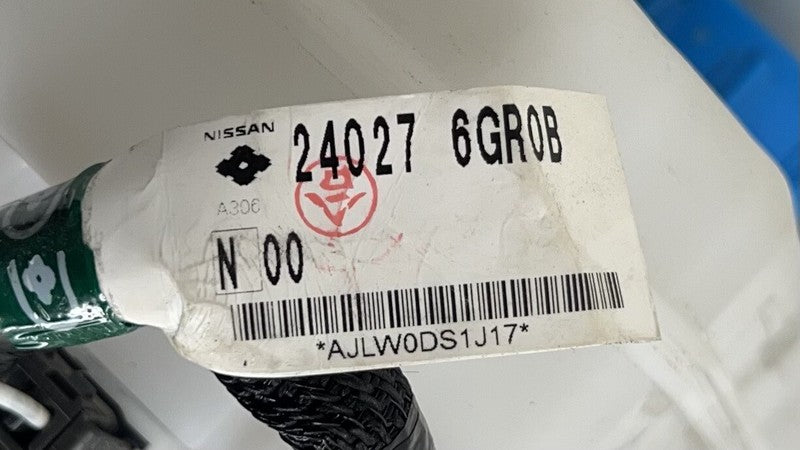 NISSAN
24027 6GR0B
A306
N 00
*AJLW0DS1J17*